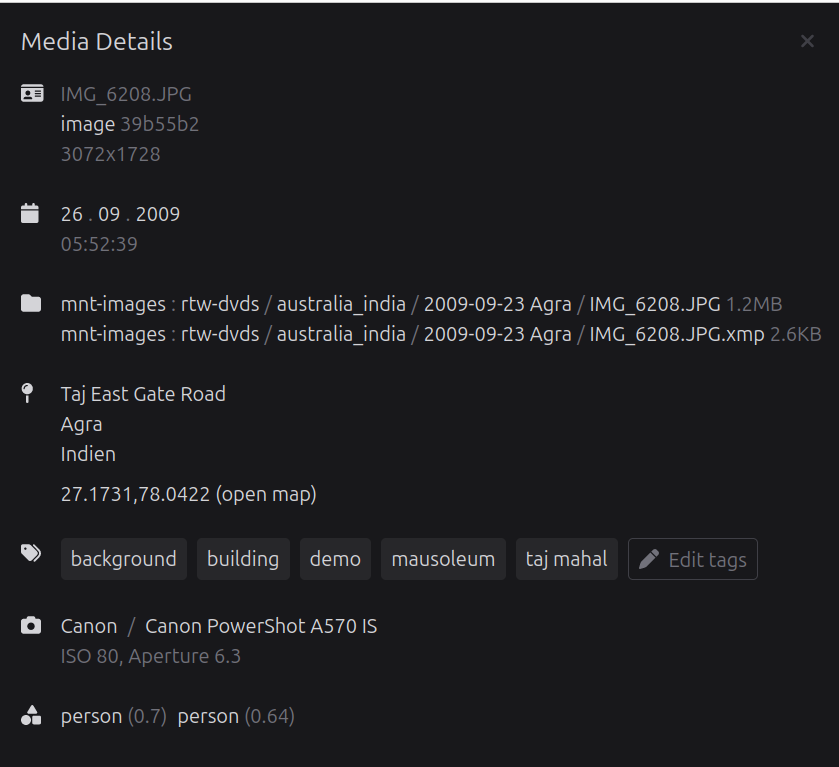 Media Details
IMG_6208.JPG
image 39b55b2
3072x1728
26 . 09 . 2009
05:52:39
mnt-images : rtw-dvds / australia_india / 2009-09-23 Agra / IMG_6208.JPG 1.2MB
mnt-images : rtw-dvds / australia_india / 2009-09-23 Agra / IMG_6208.JPG.xmp 2.6KB
Taj East Gate Road
Agra
Indien
27.1731,78.0422 (open map)
background building demo mausoleum taj mahal Edit tags
Canon / Canon PowerShot A570 IS
ISO 80, Aperture 6.3
person (0.7) person (0.64)